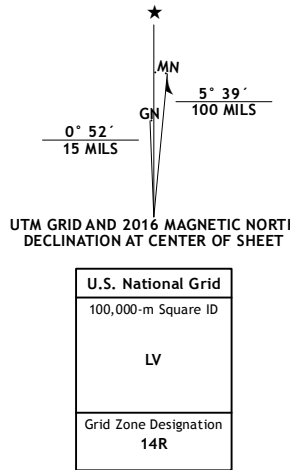 ★
MN
GN
5° 39´
100 MILS
0° 52´
15 MILS
UTM GRID AND 2016 MAGNETIC NORTH
DECLINATION AT CENTER OF SHEET
U.S. National Grid
100,000-m Square ID
LV
Grid Zone Designation
14R